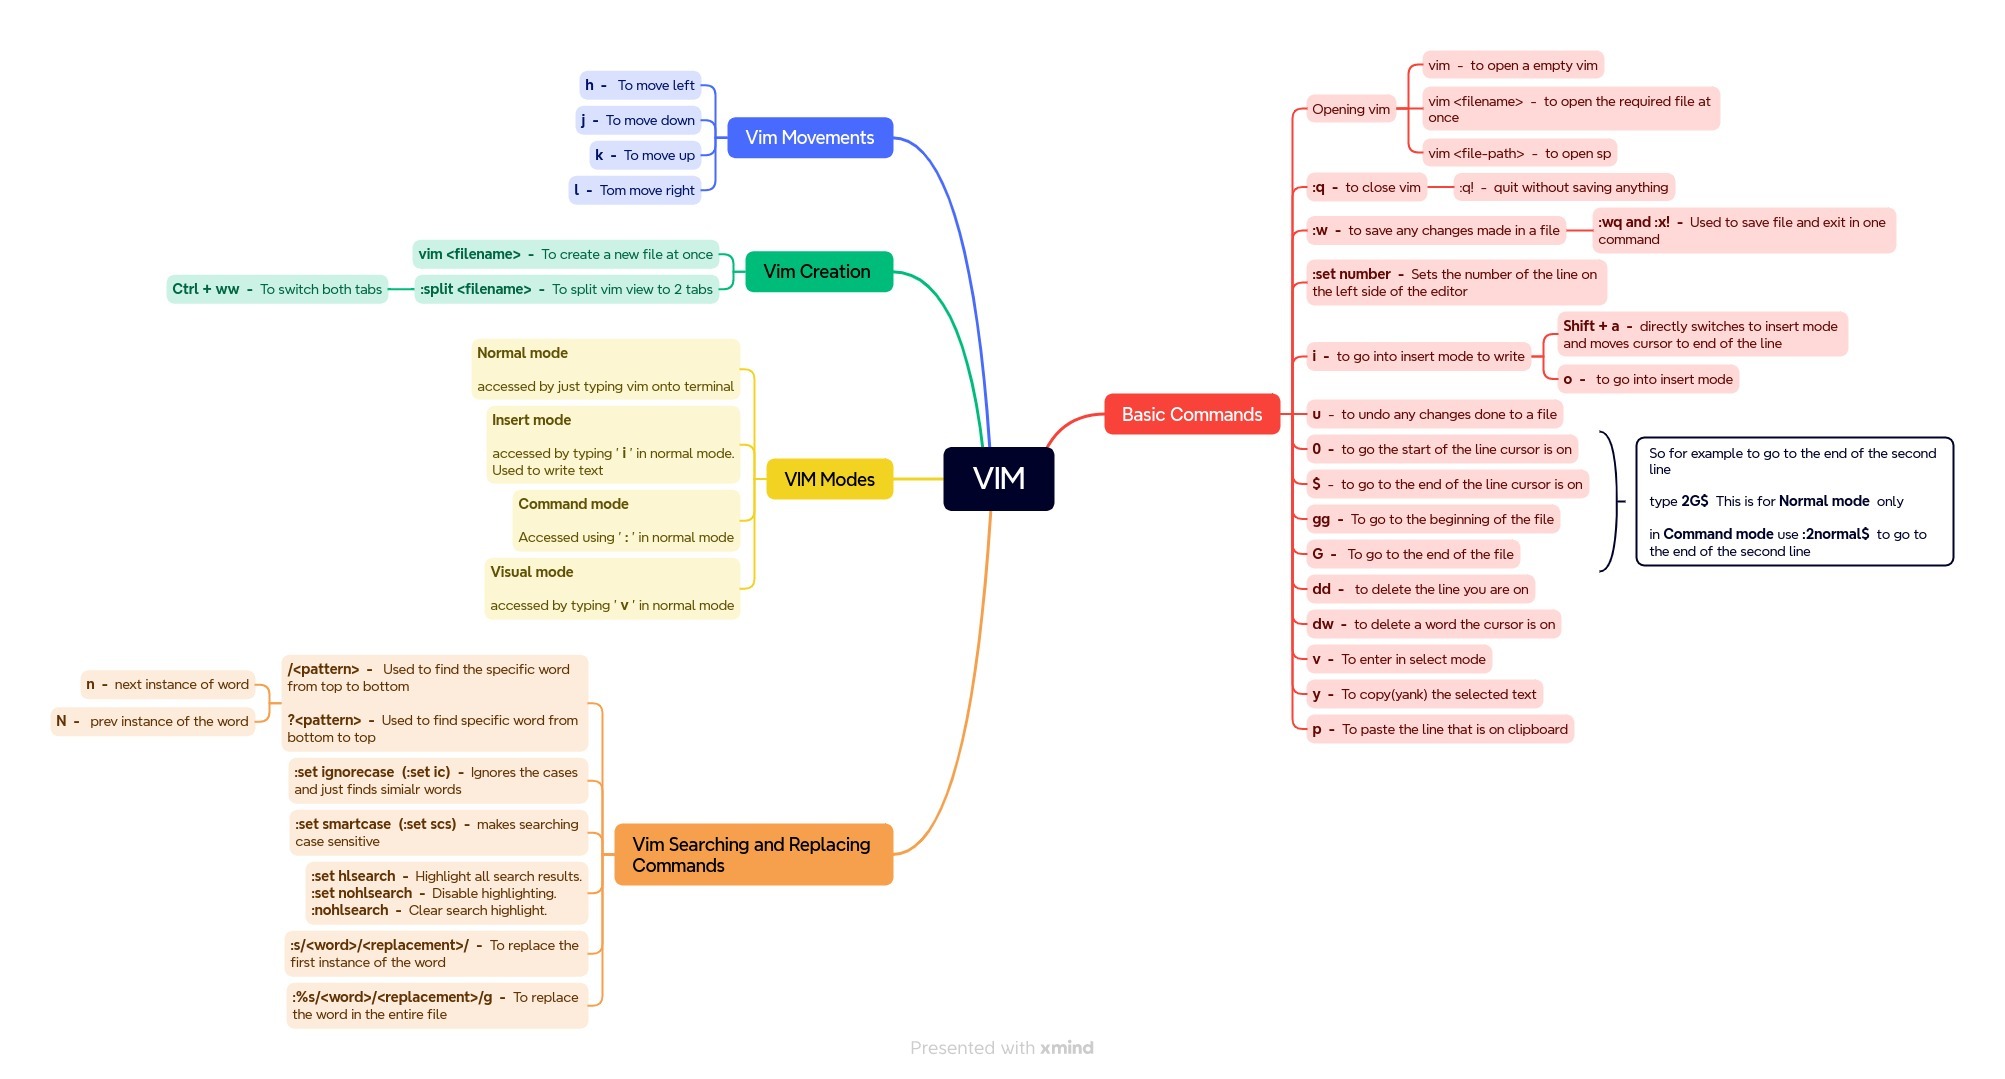 VIM
Vim Movements
h - To move left
j - To move down
k - To move up
l - Tom move right
Vim Creation
vim <filename> - To create a new file at once
:split <filename> - To split vim view to 2 tabs
Ctrl + ww - To switch both tabs
VIM Modes
Normal mode
accessed by just typing vim onto terminal
Insert mode
accessed by typing ' i ' in normal mode.
Used to write text
Command mode
Accessed using ' : ' in normal mode
Visual mode
accessed by typing ' v ' in normal mode
Vim Searching and Replacing
Commands
/<pattern> - Used to find the specific word
from top to bottom
?<pattern> - Used to find specific word from
bottom to top
n - next instance of word
N - prev instance of the word
:set ignorecase (:set ic) - Ignores the cases
and just finds simialr words
:set smartcase (:set scs) - makes searching
case sensitive
:set hlsearch - Highlight all search results.
:set nohlsearch - Disable highlighting.
:nohlsearch - Clear search highlight.
:s/<word>/<replacement>/ - To replace the
first instance of the word
:%s/<word>/<replacement>/g - To replace
the word in the entire file
Basic Commands
Opening vim
vim - to open a empty vim
vim <filename> - to open the required file at
once
vim <file-path> - to open sp
:q - to close vim
:q! - quit without saving anything
:w - to save any changes made in a file
:wq and :x! - Used to save file and exit in one
command
:set number - Sets the number of the line on
the left side of the editor
i - to go into insert mode to write
Shift + a - directly switches to insert mode
and moves cursor to end of the line
o - to go into insert mode
u - to undo any changes done to a file
0 - to go the start of the line cursor is on
$ - to go to the end of the line cursor is on
gg - To go to the beginning of the file
G - To go to the end of the file
So for example to go to the end of the second
line
type 2G$ This is for Normal mode only
in Command mode use :2normal$ to go to
the end of the second line
dd - to delete the line you are on
dw - to delete a word the cursor is on
v - To enter in select mode
y - To copy(yank) the selected text
p - To paste the line that is on clipboard
Presented with xmind